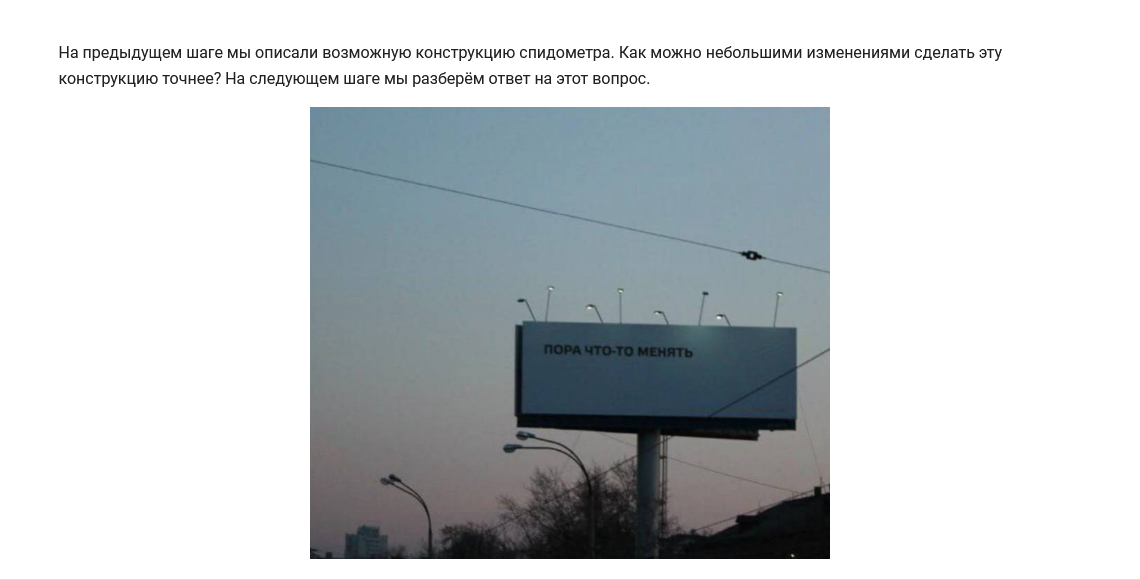 На предыдущем шаге мы описали возможную конструкцию спидометра. Как можно небольшими изменениями сделать эту
конструкцию точнее? На следующем шаге мы разберём ответ на этот вопрос.
ПОРА ЧТО-ТО МЕНЯТЬ